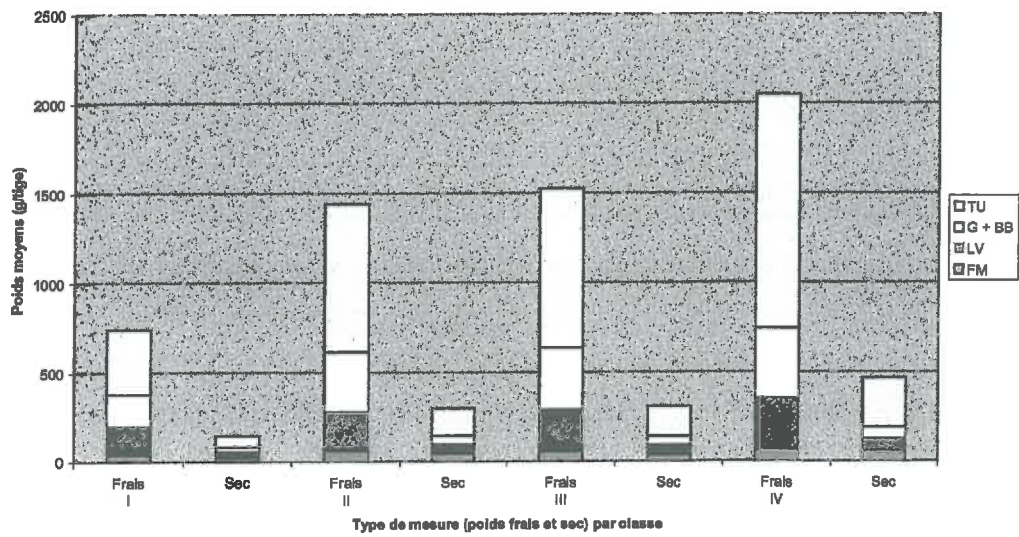 2500
2000
1500
1000
500
0
Poids moyens (g/tige)
Frais Sec Frais Sec Frais Sec Frais Sec
I II III IV
Type de mesure (poids frais et sec) par classe
TU
G + BB
LV
FM